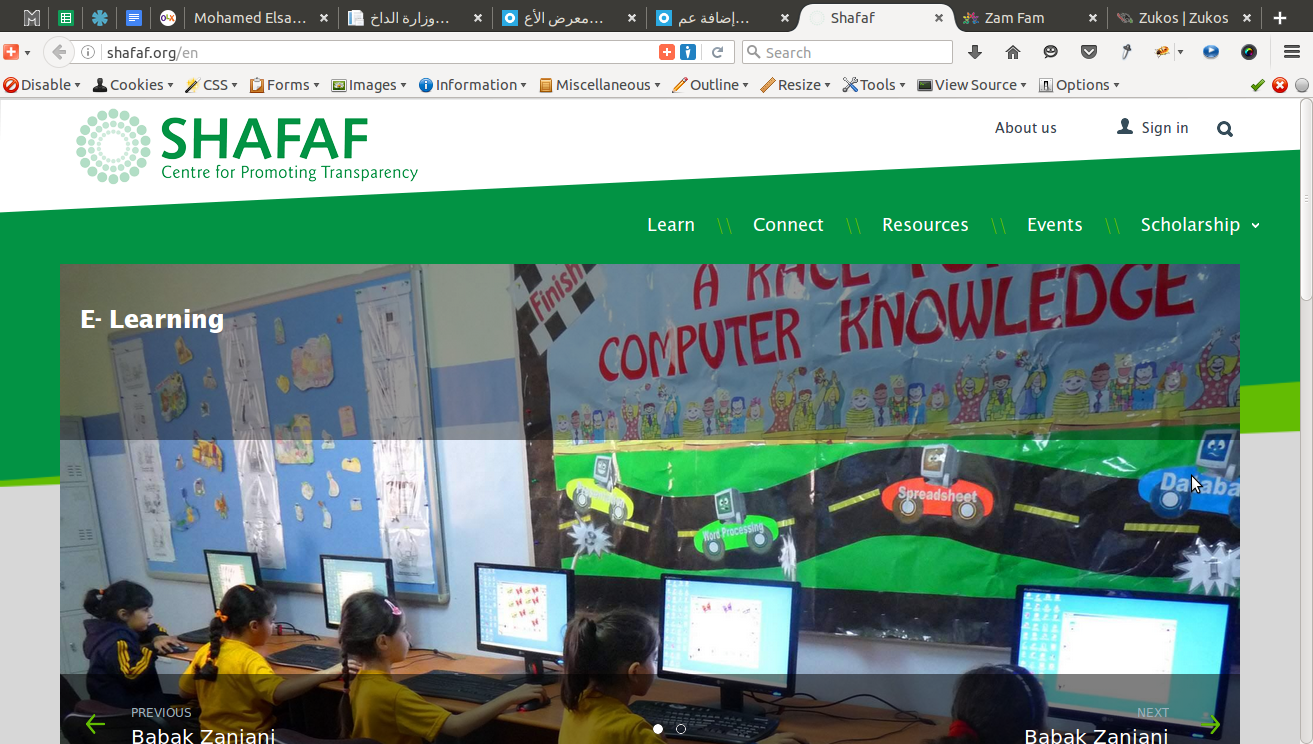 Mohamed Elsa…
وزارة الداخ…
معرض الأع…
إضافة عم…
Shafaf
Zam Fam
Zukos | Zukos
shafaf.org/en
Search
Disable
Cookies
CSS
Forms
Images
Information
Miscellaneous
Outline
Resize
Tools
View Source
Options
SHAFAF
Centre for Promoting Transparency
About us
Sign in
Learn \\ Connect \\ Resources \\ Events \\ Scholarship
E- Learning
Finish
A RACE
COMPUTER KNOWLEDGE
Spreadsheet
Word Processing
Databa
1
PREVIOUS
Babak Zanjani
NEXT
Babak Zanjani